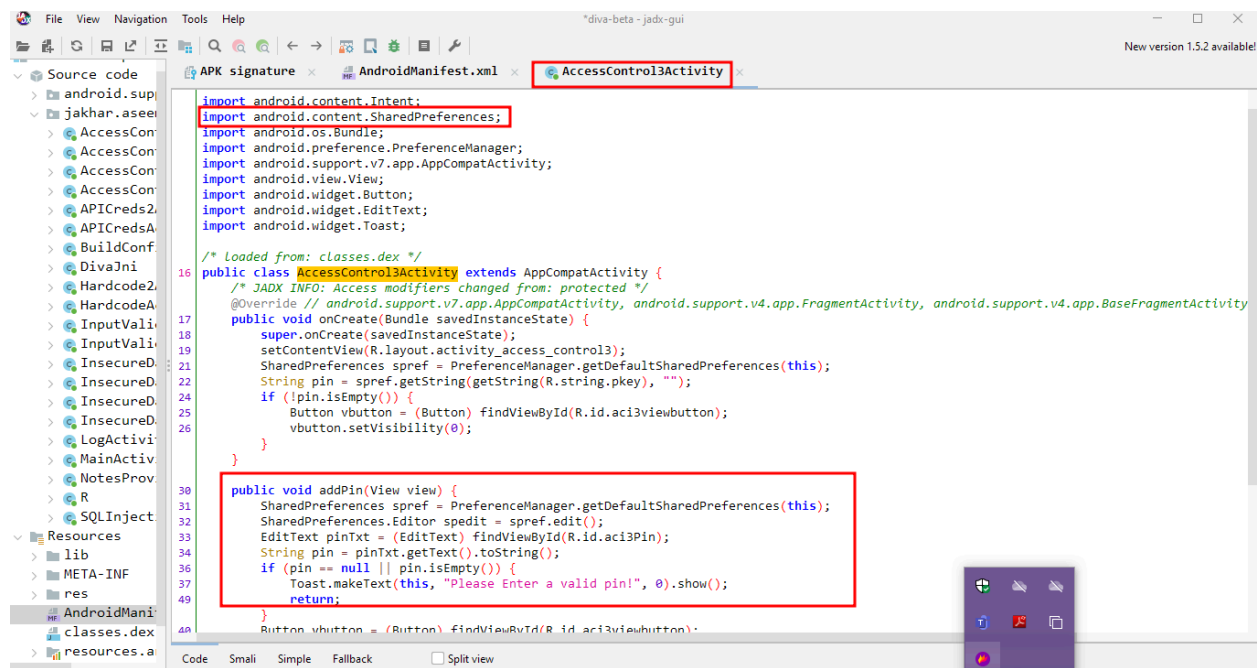 File View Navigation Tools Help
*diva-beta - jadx-gui
New version 1.5.2 available!
APK signature
AndroidManifest.xml
AccessControl3Activity
Source code
android.sup
jakhar.aseer
AccessCon
AccessCon
AccessCon
AccessCon
APICreds2
APICredsA
BuildConf
DivaJni
Hardcode2
HardcodeA
InputVali
InputVali
InsecureD
InsecureD
InsecureD
InsecureD
LogActivi
MainActiv
NotesProv
R
SQLInject
Resources
lib
META-INF
res
AndroidMani
classes.dex
resources.a
import android.content.Intent;
import android.content.SharedPreferences;
import android.os.Bundle;
import android.preference.PreferenceManager;
import android.support.v7.app.AppCompatActivity;
import android.view.View;
import android.widget.Button;
import android.widget.EditText;
import android.widget.Toast;
/* loaded from: classes.dex */
16 public class AccessControl3Activity extends AppCompatActivity {
/* JADX INFO: Access modifiers changed from: protected */
@Override // android.support.v7.app.AppCompatActivity, android.support.v4.app.FragmentActivity, android.support.v4.app.BaseFragmentActivity
17 public void onCreate(Bundle savedInstanceState) {
18 super.onCreate(savedInstanceState);
19 setContentView(R.layout.activity_access_control3);
21 SharedPreferences spref = PreferenceManager.getDefaultSharedPreferences(this);
22 String pin = spref.getString(getString(R.string.pkey), "");
24 if (!pin.isEmpty()) {
25 Button vbutton = (Button) findViewById(R.id.aci3viewbutton);
26 vbutton.setVisibility(0);
}
}
30 public void addPin(View view) {
31 SharedPreferences spref = PreferenceManager.getDefaultSharedPreferences(this);
32 SharedPreferences.Editor spedit = spref.edit();
33 EditText pinTxt = (EditText) findViewById(R.id.aci3Pin);
34 String pin = pinTxt.getText().toString();
36 if (pin == null || pin.isEmpty()) {
37 Toast.makeText(this, "Please Enter a valid pin!", 0).show();
49 return;
}
40 Button vbutton = (Button) findViewById(R.id.aci3viewbutton);
Code Smali Simple Fallback Split view